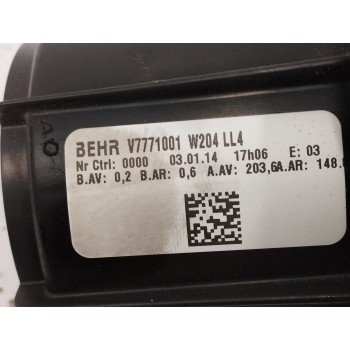 BEHR V7771001 W204 LL4
Nr Ctrl: 0000 03.01.14 17h06 E: 03
B.AV: 0,2 B.AR: 0,6 A.AV: 203,6A.AR: 148.